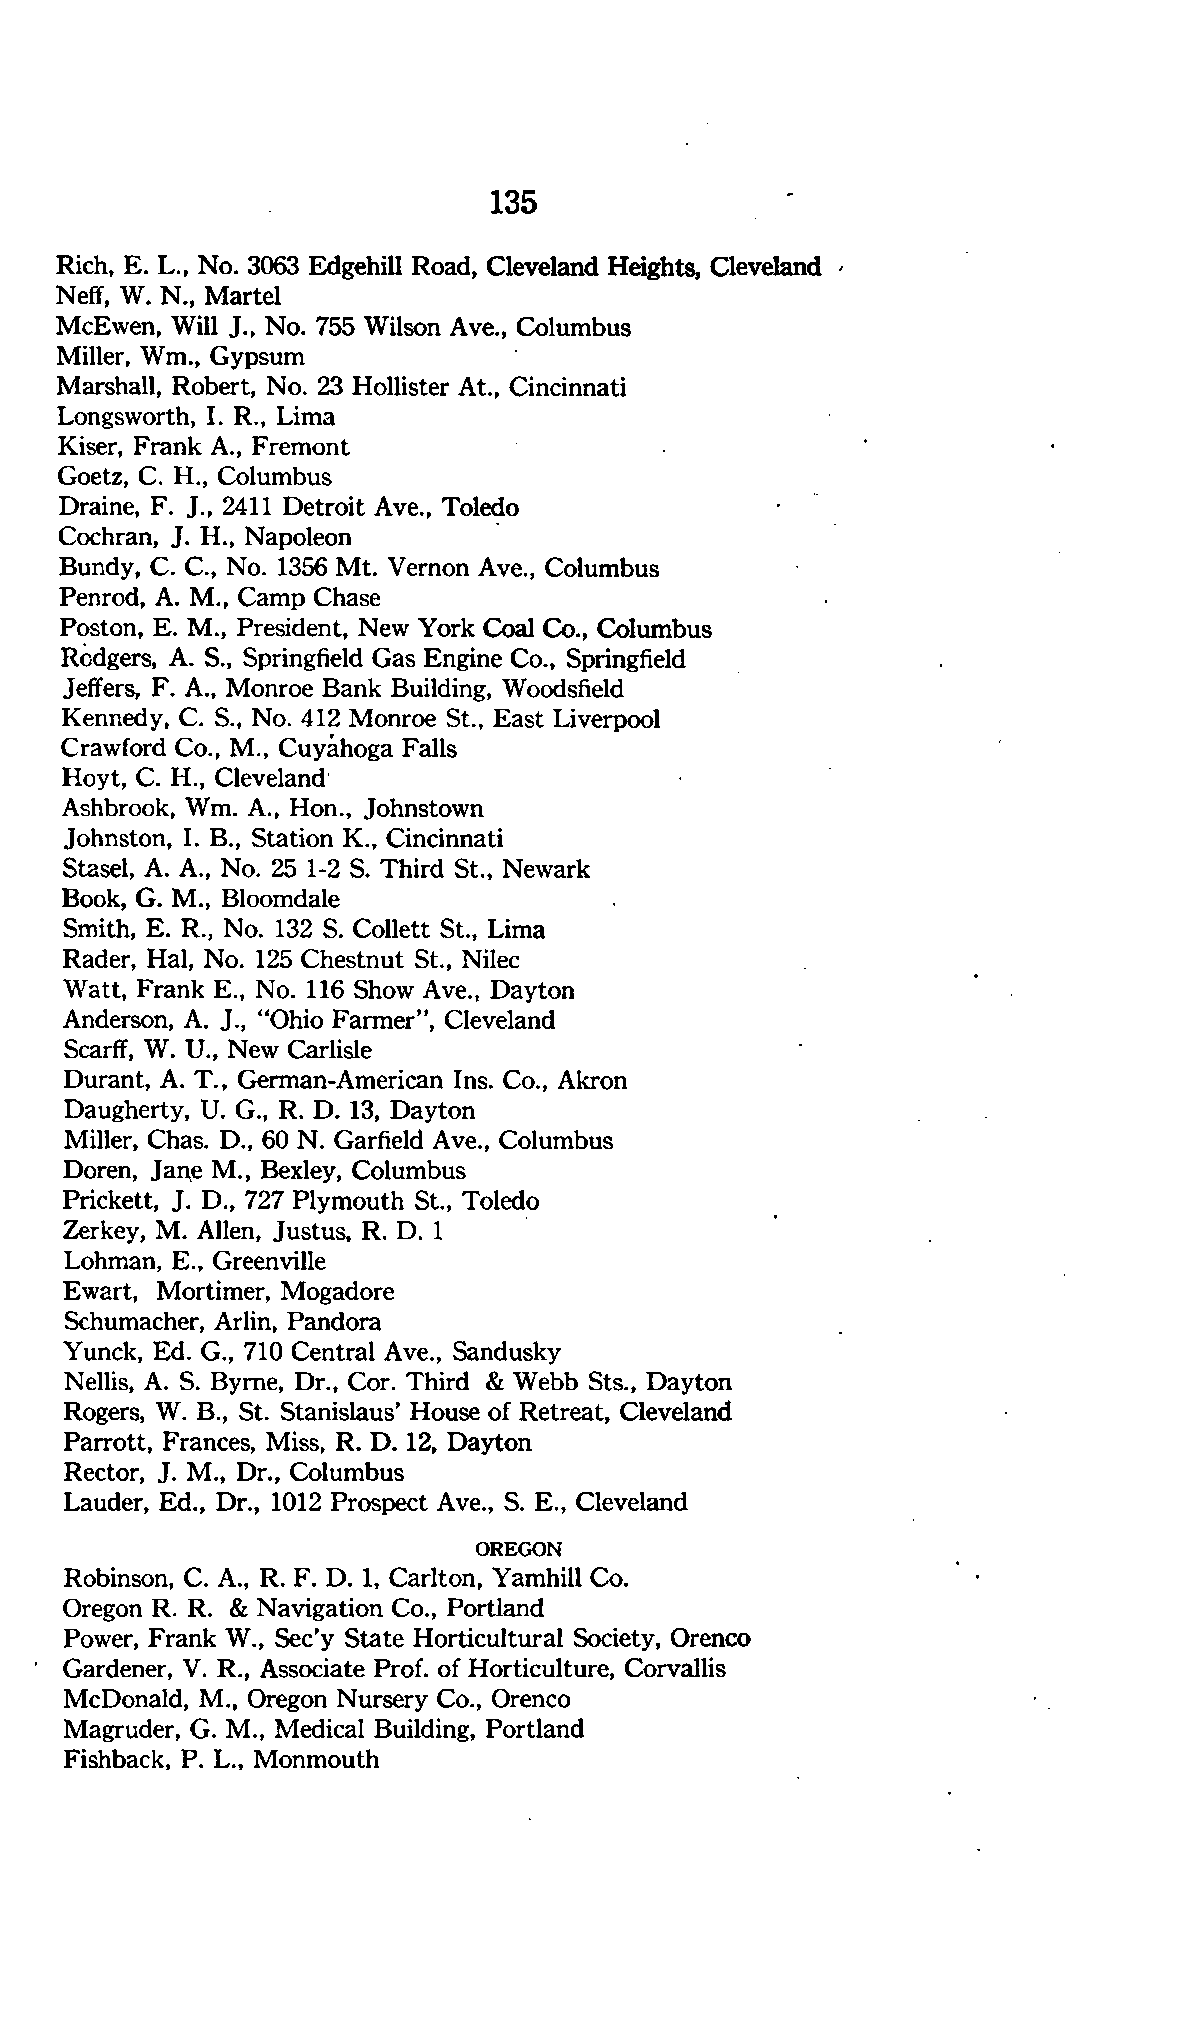 135
Rich, E. L., No. 3063 Edgehill Road, Cleveland Heights, Cleveland
Neff, W. N., Martel
McEwen, Will J., No. 755 Wilson Ave., Columbus
Miller, Wm., Gypsum
Marshall, Robert, No. 23 Hollister At., Cincinnati
Longsworth, I. R., Lima
Kiser, Frank A., Fremont
Goetz, C. H., Columbus
Draine, F. J., 2411 Detroit Ave., Toledo
Cochran, J. H., Napoleon
Bundy, C. C., No. 1356 Mt. Vernon Ave., Columbus
Penrod, A. M., Camp Chase
Poston, E. M., President, New York Coal Co., Columbus
Rodgers, A. S., Springfield Gas Engine Co., Springfield
Jeffers, F. A., Monroe Bank Building, Woodsfield
Kennedy, C. S., No. 412 Monroe St., East Liverpool
Crawford Co., M., Cuyahoga Falls
Hoyt, C. H., Cleveland
Ashbrook, Wm. A., Hon., Johnstown
Johnston, I. B., Station K., Cincinnati
Stasel, A. A., No. 25 1-2 S. Third St., Newark
Book, G. M., Bloomdale
Smith, E. R., No. 132 S. Collett St., Lima
Rader, Hal, No. 125 Chestnut St., Nilec
Watt, Frank E., No. 116 Show Ave., Dayton
Anderson, A. J., "Ohio Farmer", Cleveland
Scarff, W. U., New Carlisle
Durant, A. T., German-American Ins. Co., Akron
Daugherty, U. G., R. D. 13, Dayton
Miller, Chas. D., 60 N. Garfield Ave., Columbus
Doren, Jane M., Bexley, Columbus
Prickett, J. D., 727 Plymouth St., Toledo
Zerkey, M. Allen, Justus, R. D. 1
Lohman, E., Greenville
Ewart, Mortimer, Mogadore
Schumacher, Arlin, Pandora
Yunck, Ed. G., 710 Central Ave., Sandusky
Nellis, A. S. Byrne, Dr., Cor. Third & Webb Sts., Dayton
Rogers, W. B., St. Stanislaus' House of Retreat, Cleveland
Parrott, Frances, Miss, R. D. 12, Dayton
Rector, J. M., Dr., Columbus
Lauder, Ed., Dr., 1012 Prospect Ave., S. E., Cleveland
OREGON
Robinson, C. A., R. F. D. 1, Carlton, Yamhill Co.
Oregon R. R. & Navigation Co., Portland
Power, Frank W., Sec'y State Horticultural Society, Orenco
Gardener, V. R., Associate Prof. of Horticulture, Corvallis
McDonald, M., Oregon Nursery Co., Orenco
Magruder, G. M., Medical Building, Portland
Fishback, P. L., Monmouth